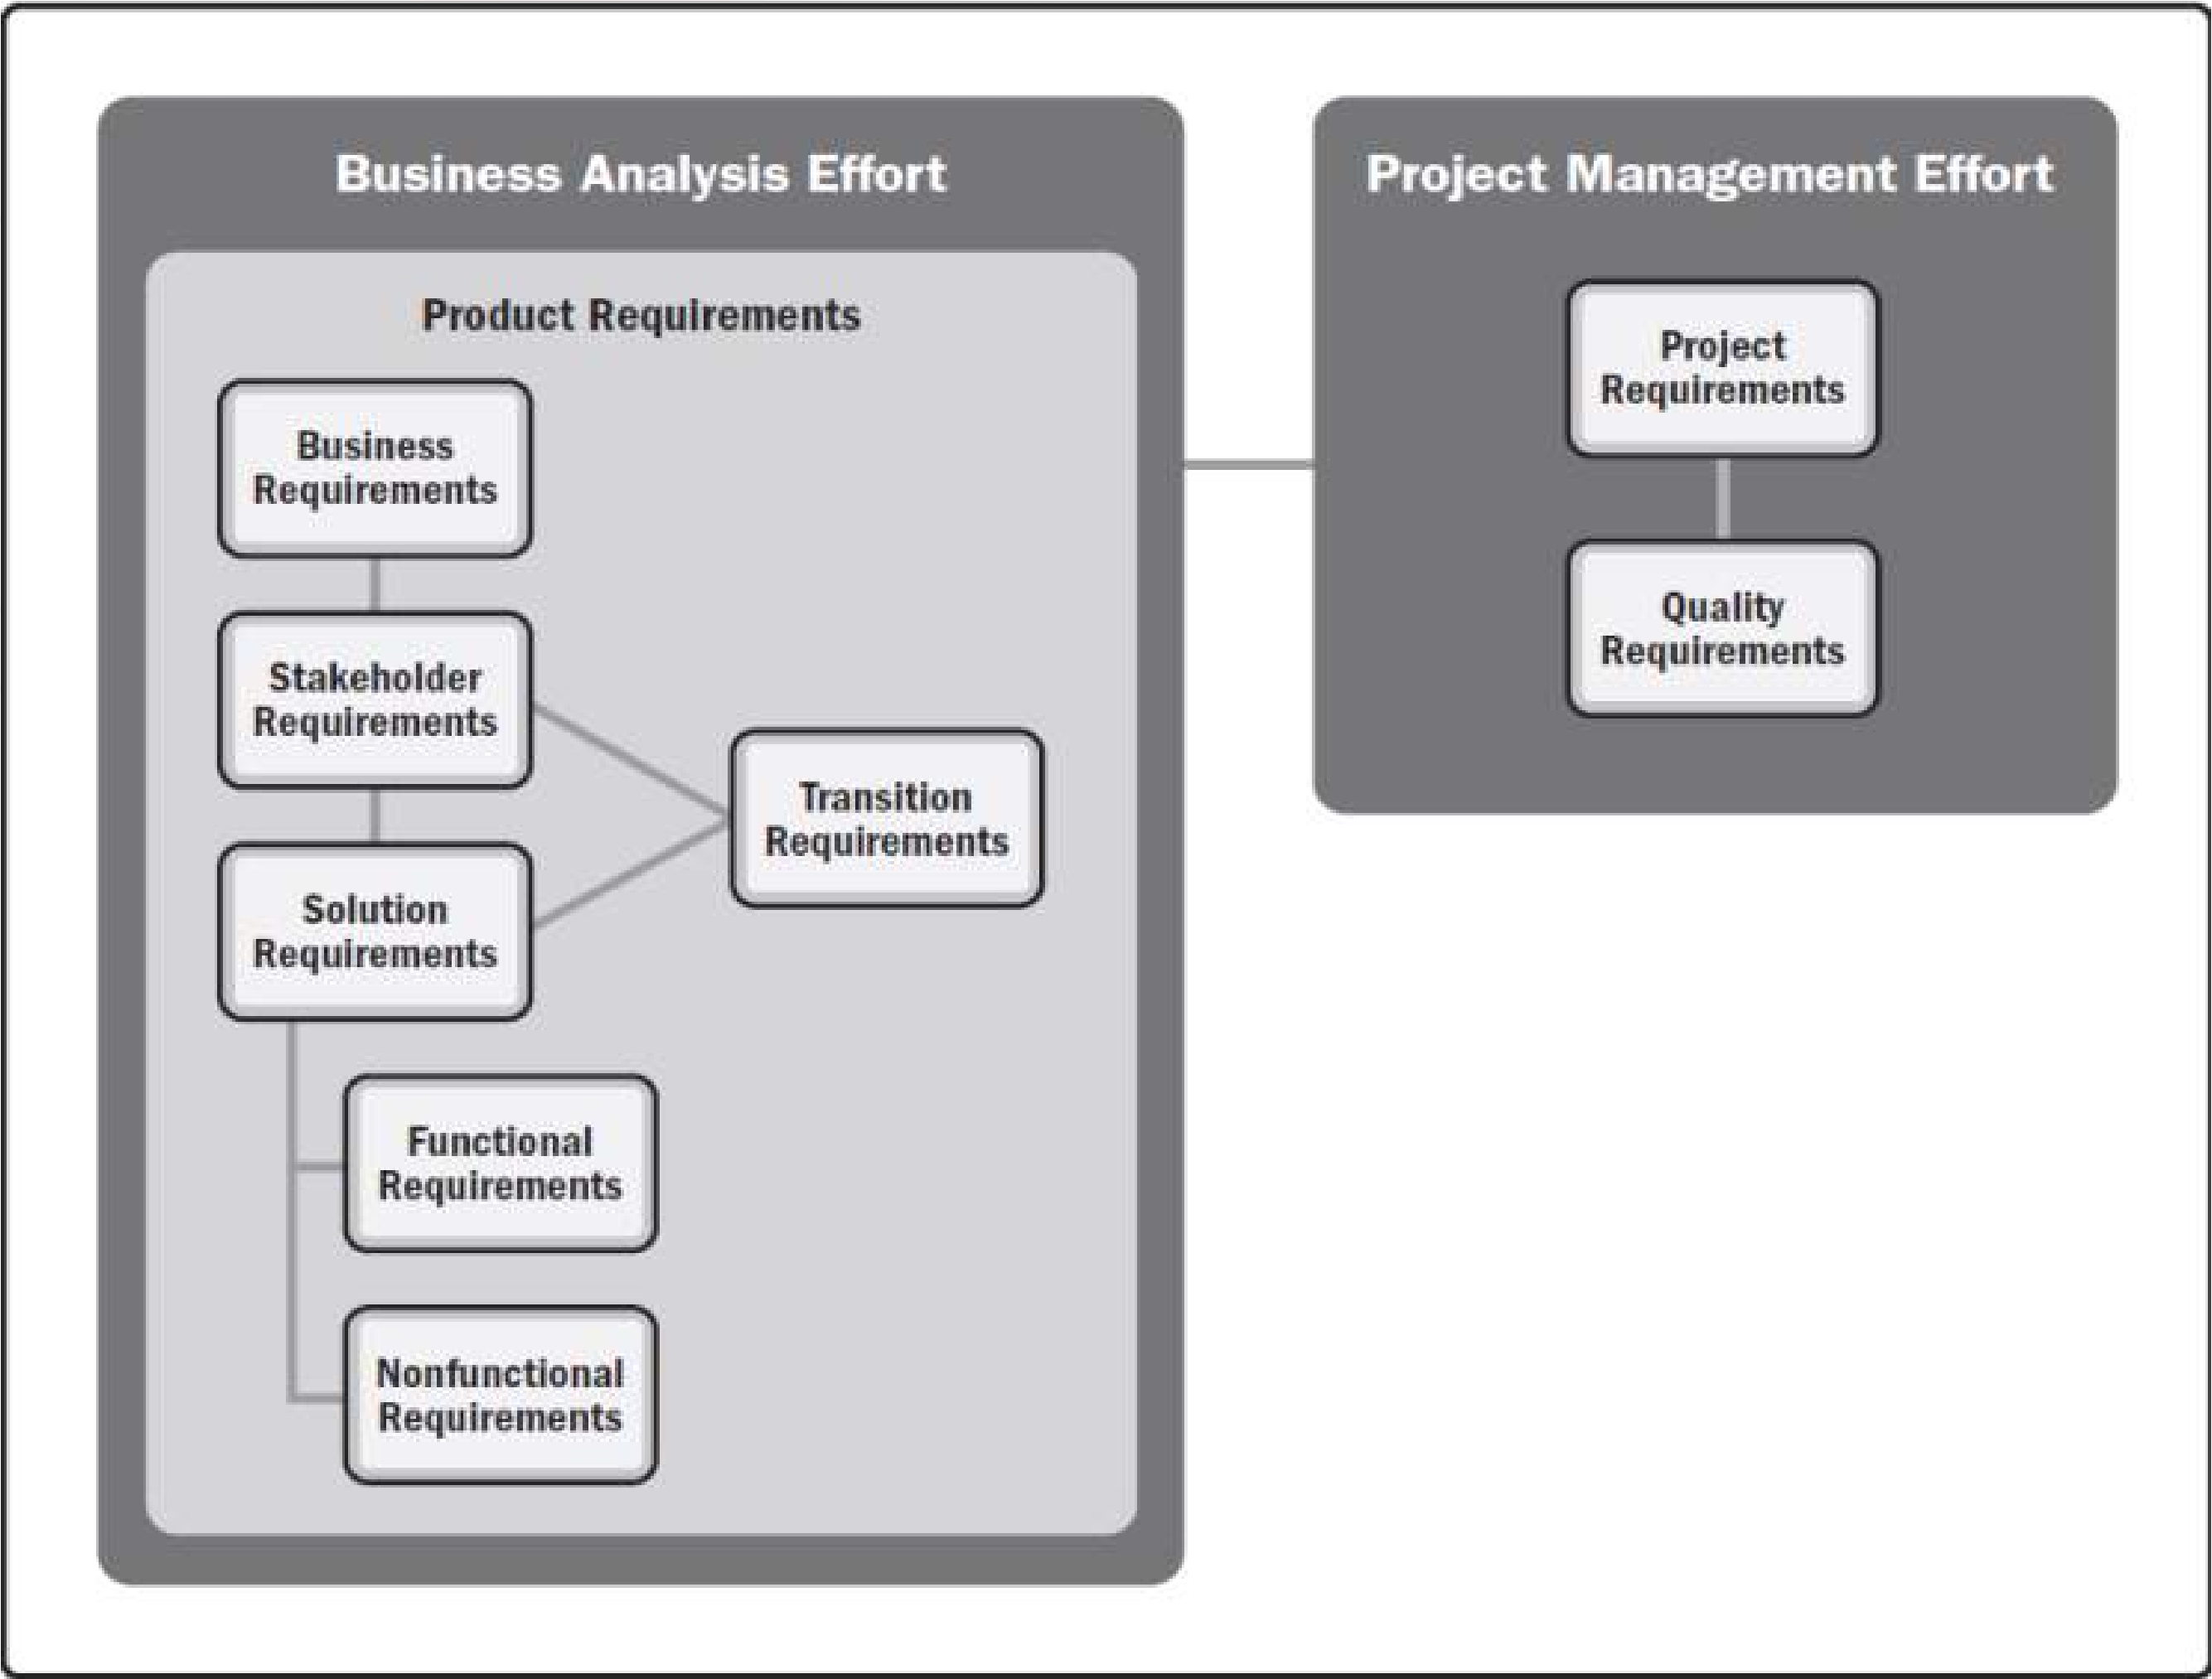 Business Analysis Effort
Product Requirements
Business
Requirements
Stakeholder
Requirements
Solution
Requirements
Transition
Requirements
Functional
Requirements
Nonfunctional
Requirements
Project Management Effort
Project
Requirements
Quality
Requirements